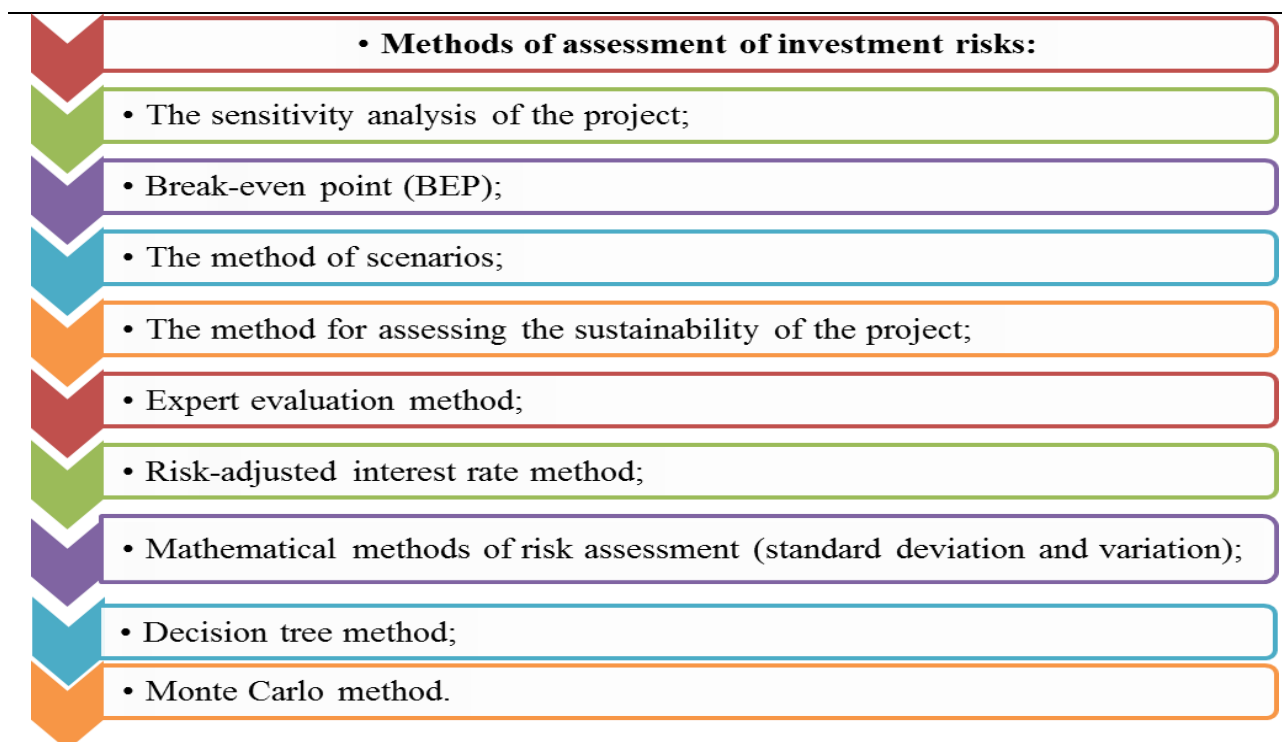 • Methods of assessment of investment risks:
• The sensitivity analysis of the project;
• Break-even point (BEP);
• The method of scenarios;
• The method for assessing the sustainability of the project;
• Expert evaluation method;
• Risk-adjusted interest rate method;
• Mathematical methods of risk assessment (standard deviation and variation);
• Decision tree method;
• Monte Carlo method.